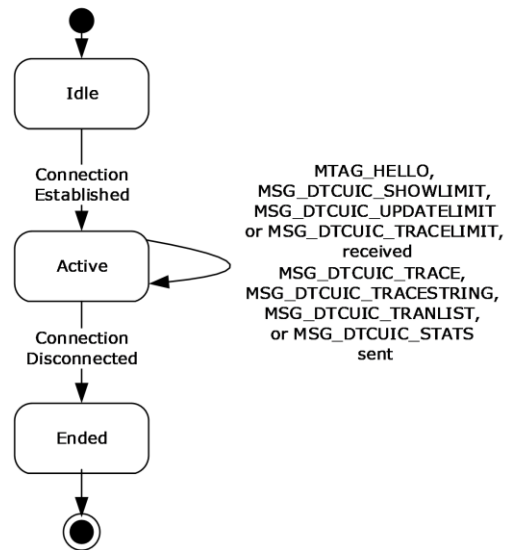 Idle
Connection
Established
MTAG_HELLO,
MSG_DTCUIC_SHOWLIMIT,
MSG_DTCUIC_UPDATELIMIT
or MSG_DTCUIC_TRACELIMIT,
received
MSG_DTCUIC_TRACE,
MSG_DTCUIC_TRACESTRING,
MSG_DTCUIC_TRANLIST,
or MSG_DTCUIC_STATS
sent
Active
Connection
Disconnected
Ended